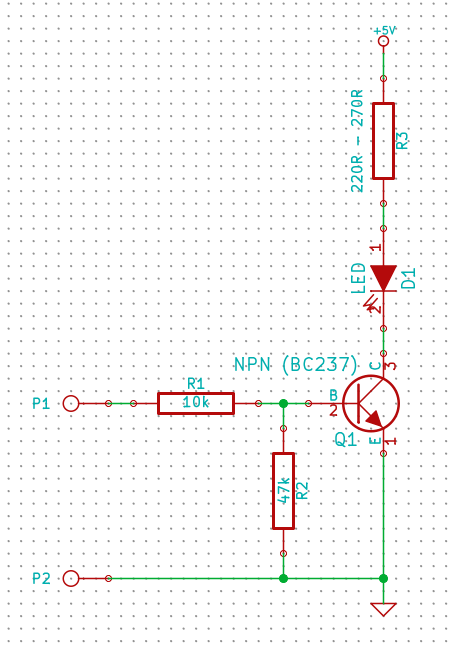 +5V
220R - 270R
R3
1
LED
D1
2
NPN (BC237)
C
3
R1
P1
10k
B
2
Q1
E
1
47k
R2
P2